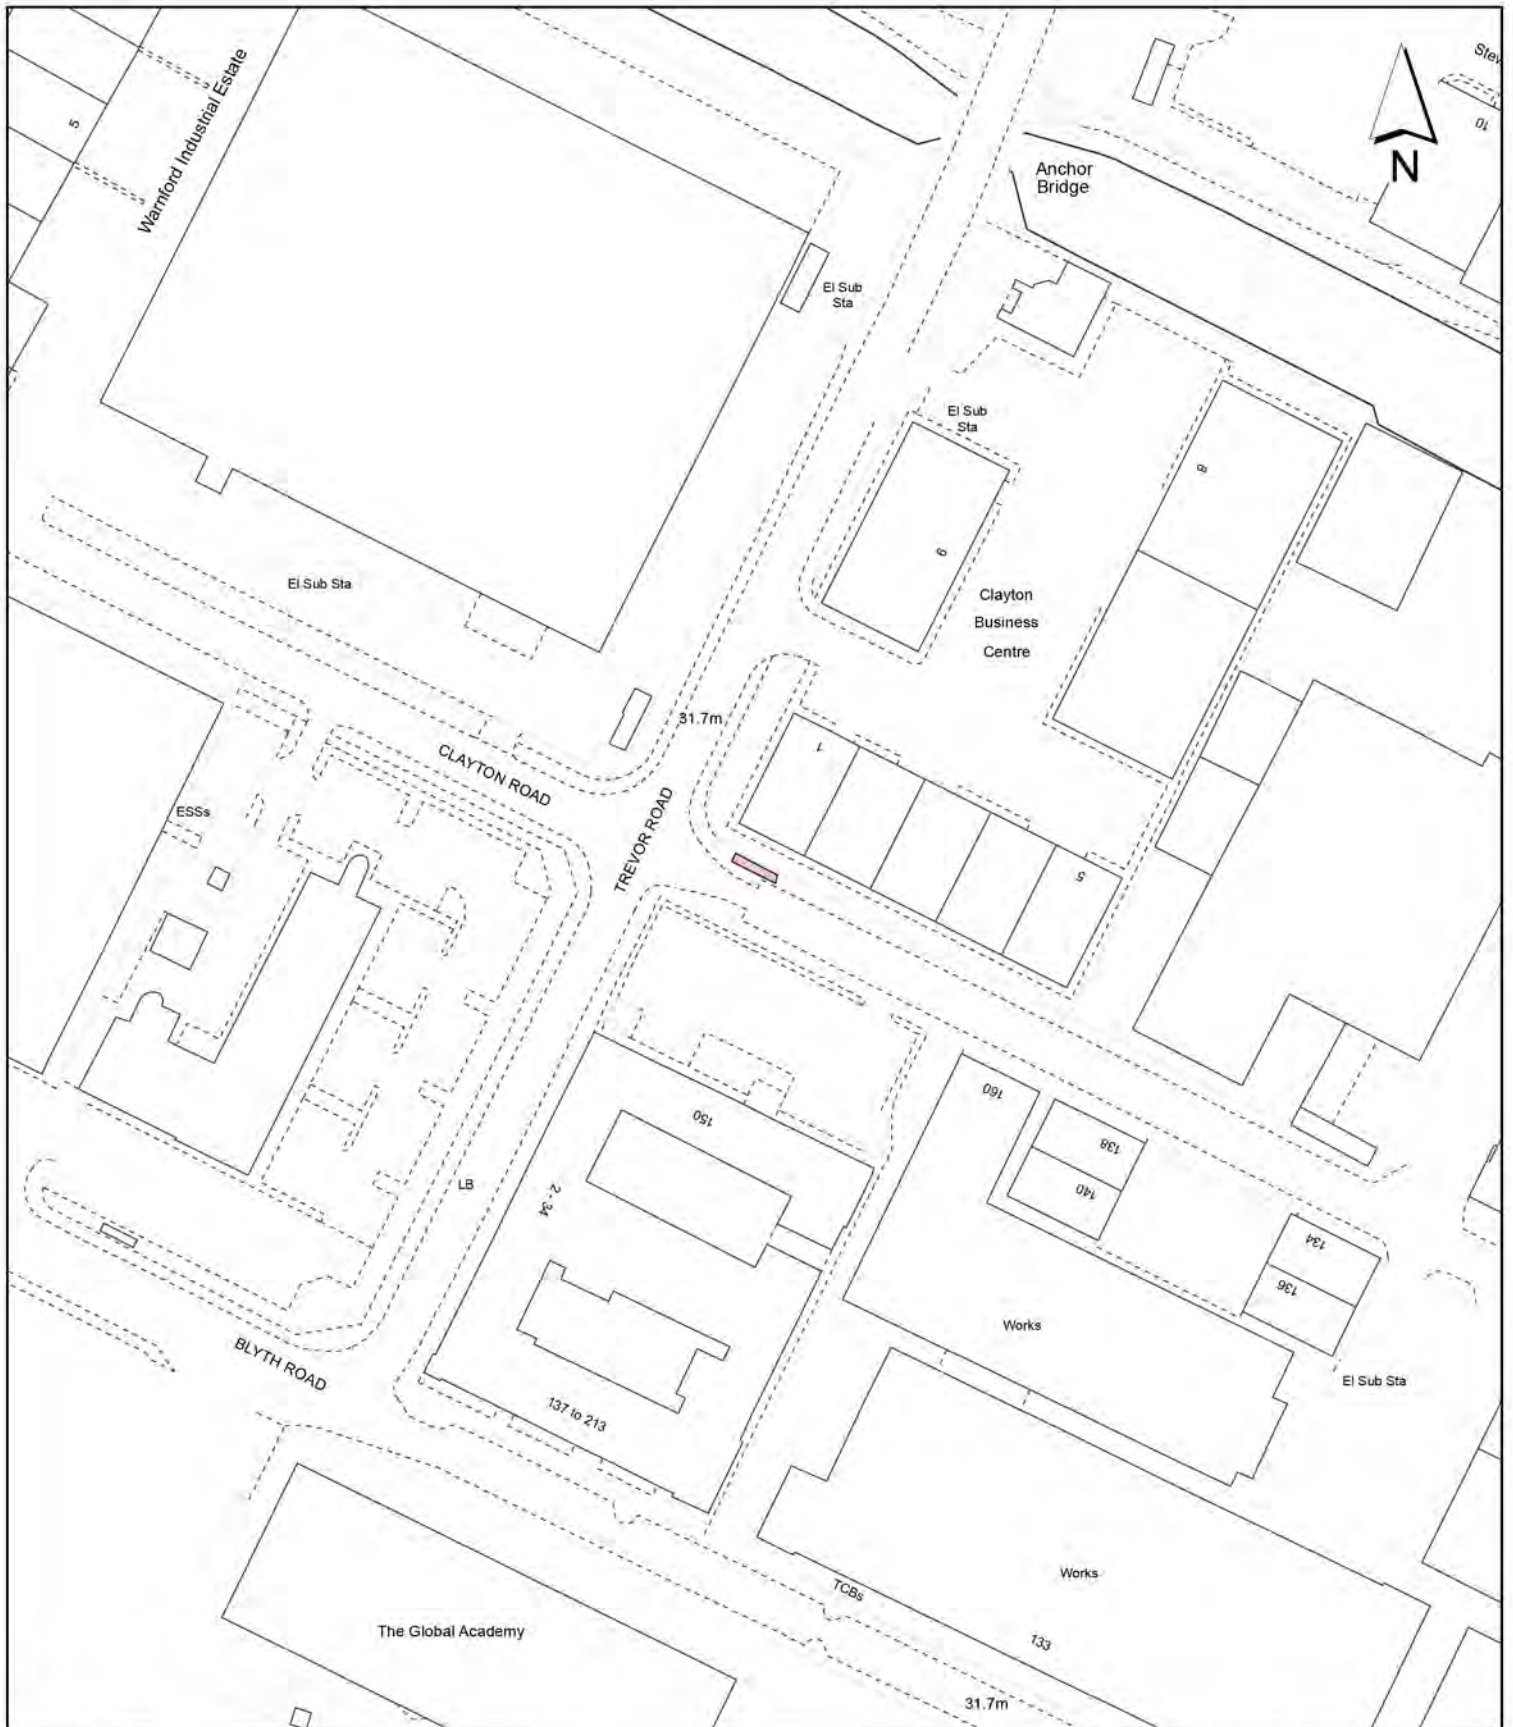 Warnford Industrial Estate
5
10
N
Anchor
Bridge
El Sub
Sta
El Sub
Sta
8
9
El Sub Sta
Clayton
Business
Centre
31.7m
1
CLAYTON ROAD
TREVOR ROAD
ESSs
5
160
150
138
140
LB
2 - 34
134
136
Works
BLYTH ROAD
El Sub Sta
137 to 213
Works
TCBs
The Global Academy
133
31.7m